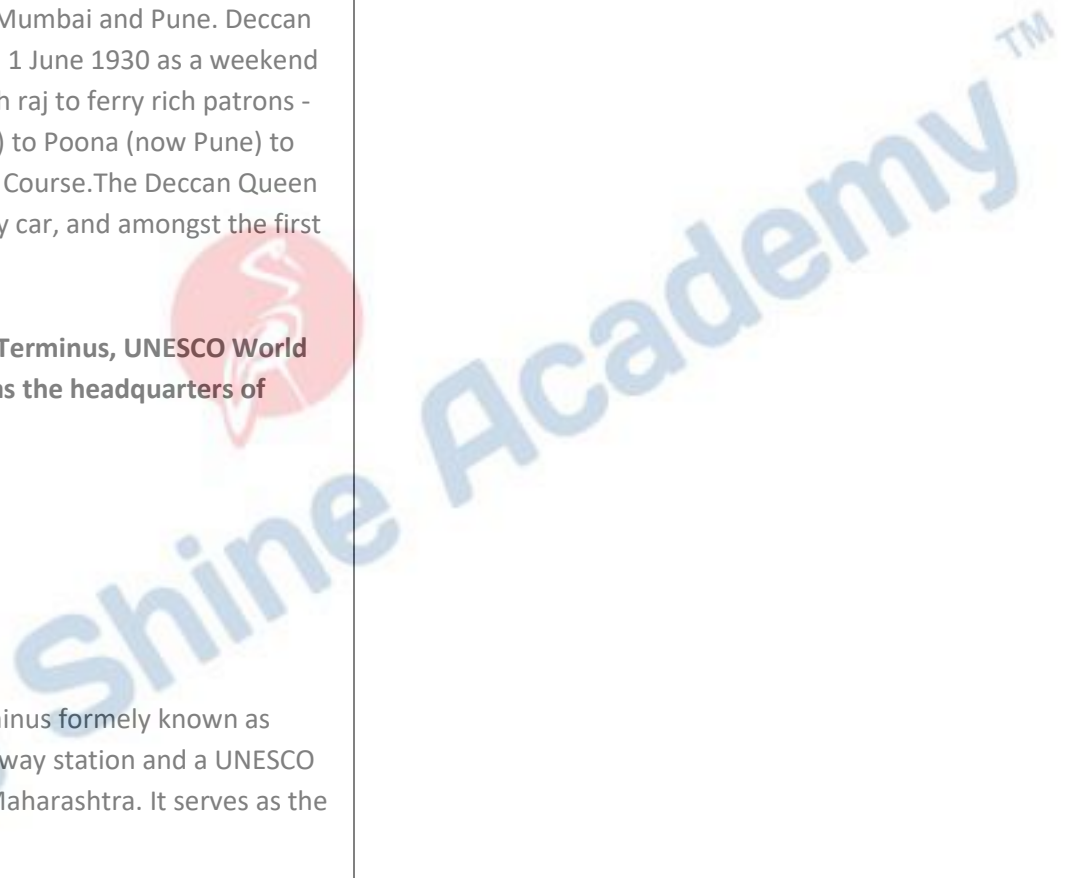 Mumbai and Pune. Deccan
1 June 1930 as a weekend
raj to ferry rich patrons -
to Poona (now Pune) to
Course.The Deccan Queen
car, and amongst the first
Terminus, UNESCO World
the headquarters of
formely known as
way station and a UNESCO
Maharashtra. It serves as the
Shine Academy TM